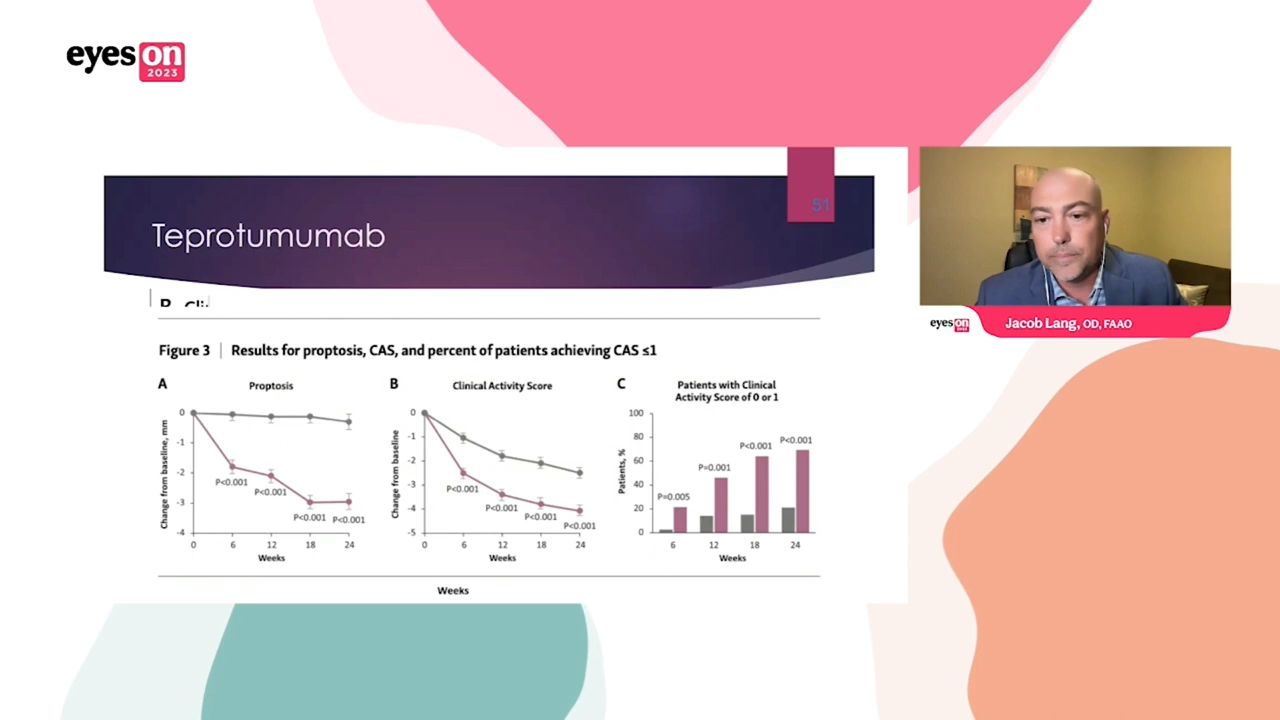 eyes on
2023
51
Teprotumumab
Figure 3 | Results for proptosis, CAS, and percent of patients achieving CAS ≤1
A
Proptosis
Change from baseline, mm
0
-1
-2
-3
-4
P<0.001
P<0.001
P<0.001
P<0.001
0 6 12 18 24
Weeks
B
Clinical Activity Score
Change from baseline
0
-1
-2
-3
-4
-5
P<0.001
P<0.001
P<0.001
P<0.001
0 6 12 18 24
Weeks
C
Patients with Clinical
Activity Score of 0 or 1
Patients, %
100
80
60
40
20
0
P=0.005
P=0.001
P<0.001
P<0.001
6 12 18 24
Weeks
Weeks
eyes on
2023
Jacob Lang, OD, FAAO